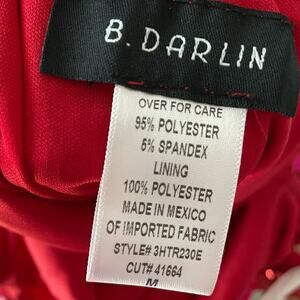 B. DARLIN
OVER FOR CARE
95% POLYESTER
6% SPANDEX
LINING
100% POLYESTER
MADE IN MEXICO
OF IMPORTED FABRIC
STYLE# 3HTR230E
CUT# 41664
M